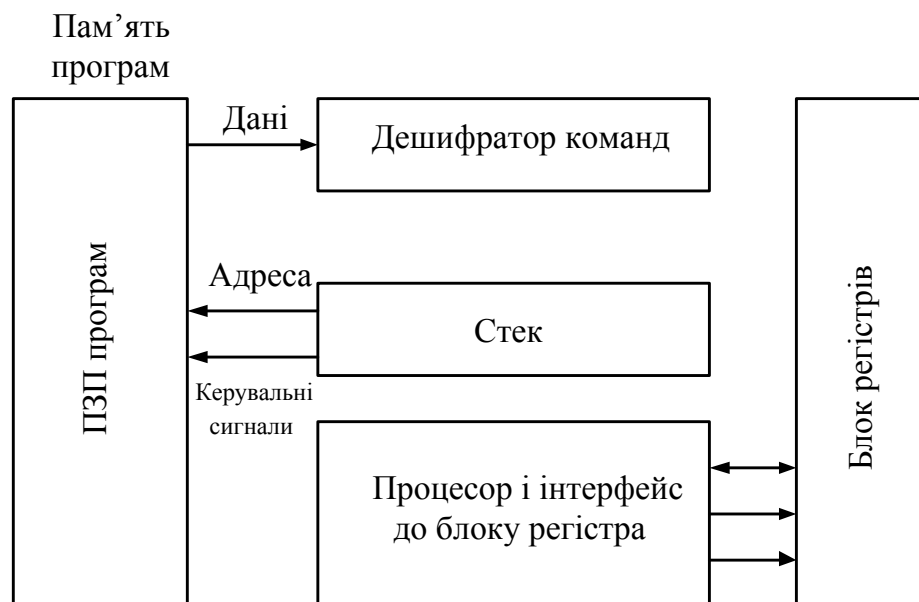 Пам’ять
програм
Дані
Дешифратор команд
ПЗП програм
Адреса
Стек
Керувальні
сигнали
Процесор і інтерфейс
до блоку регістра
Блок регістрів